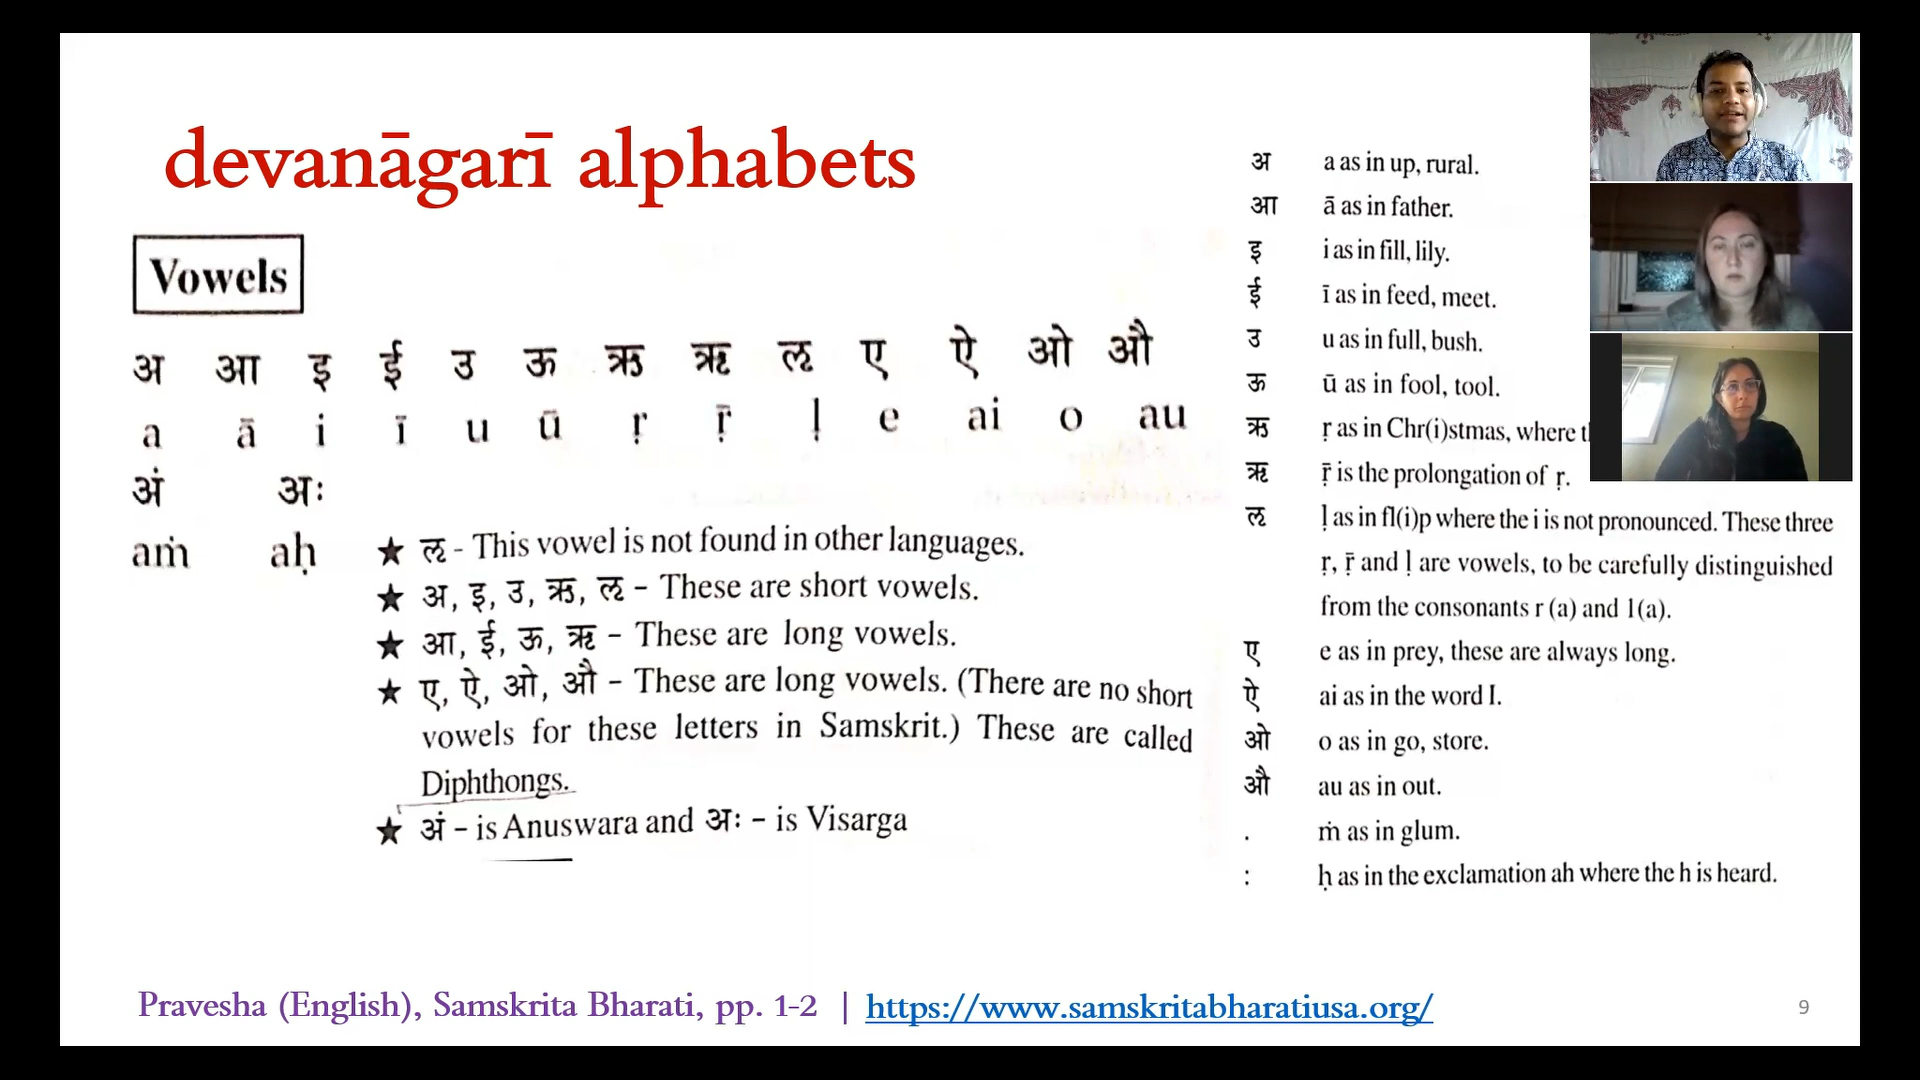 devanāgarī alphabets
Vowels
अ आ इ ई उ ऊ ऋ ॠ ऌ ए ऐ ओ औ
a ā i ī u ū ṛ ṝ ḷ e ai o au
अं अः
aṁ aḥ
★ ऌ - This vowel is not found in other languages.
★ अ, इ, उ, ऋ, ऌ – These are short vowels.
★ आ, ई, ऊ, ॠ – These are long vowels.
★ ए, ऐ, ओ, औ – These are long vowels. (There are no short
vowels for these letters in Samskrit.) These are called
Diphthongs.
★ अं – is Anuswara and अः – is Visarga
अ a as in up, rural.
आ ā as in father.
इ i as in fill, lily.
ई ī as in feed, meet.
उ u as in full, bush.
ऊ ū as in fool, tool.
ऋ ṛ as in Chr(i)stmas, where
ॠ ṝ is the prolongation of ṛ.
ऌ ḷ as in fl(i)p where the i is not pronounced. These three
ṛ, ṝ and ḷ are vowels, to be carefully distinguished
from the consonants r (a) and l(a).
ए e as in prey, these are always long.
ऐ ai as in the word I.
ओ o as in go, store.
औ au as in out.
. ṁ as in glum.
: ḥ as in the exclamation ah where the h is heard.
Pravesha (English), Samskrita Bharati, pp. 1-2 | https://www.samskritabharatiusa.org/
9